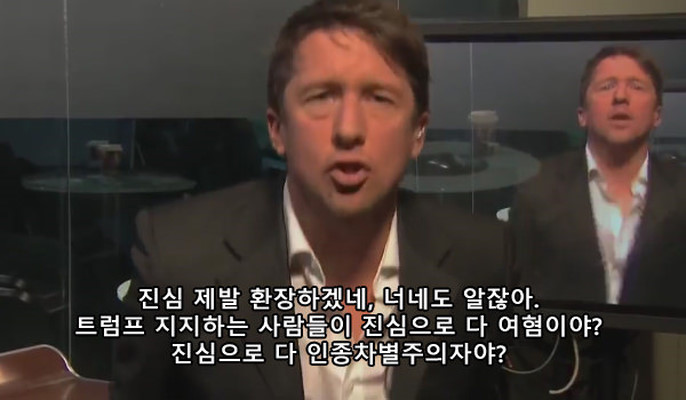 진심 제발 환장하겠네, 너네도 알잖아.
트럼프 지지하는 사람들이 진심으로 다 여혐이야?
진심으로 다 인종차별주의자야?